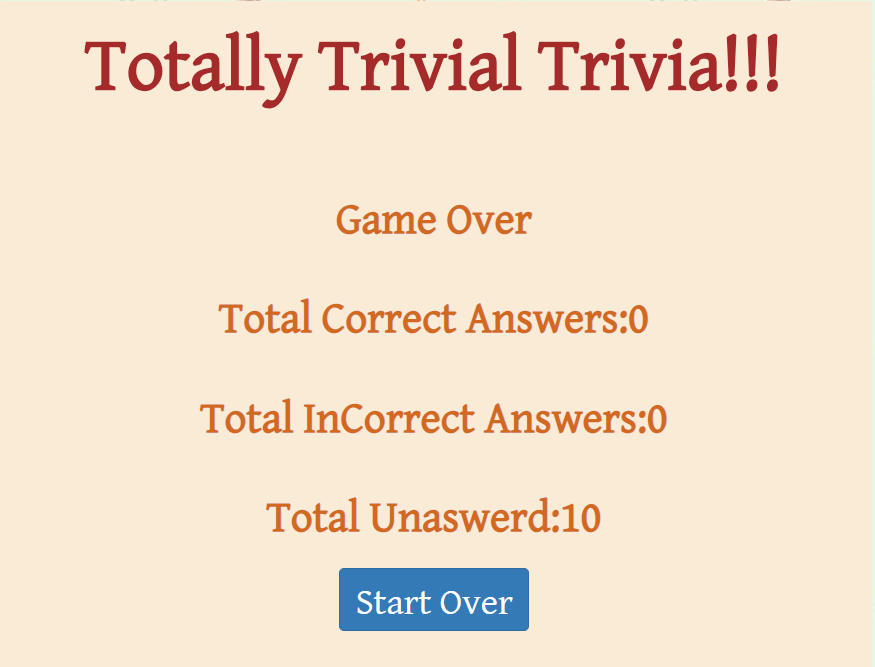 Totally Trivial Trivia!!!
Game Over
Total Correct Answers:0
Total InCorrect Answers:0
Total Unaswerd:10
Start Over